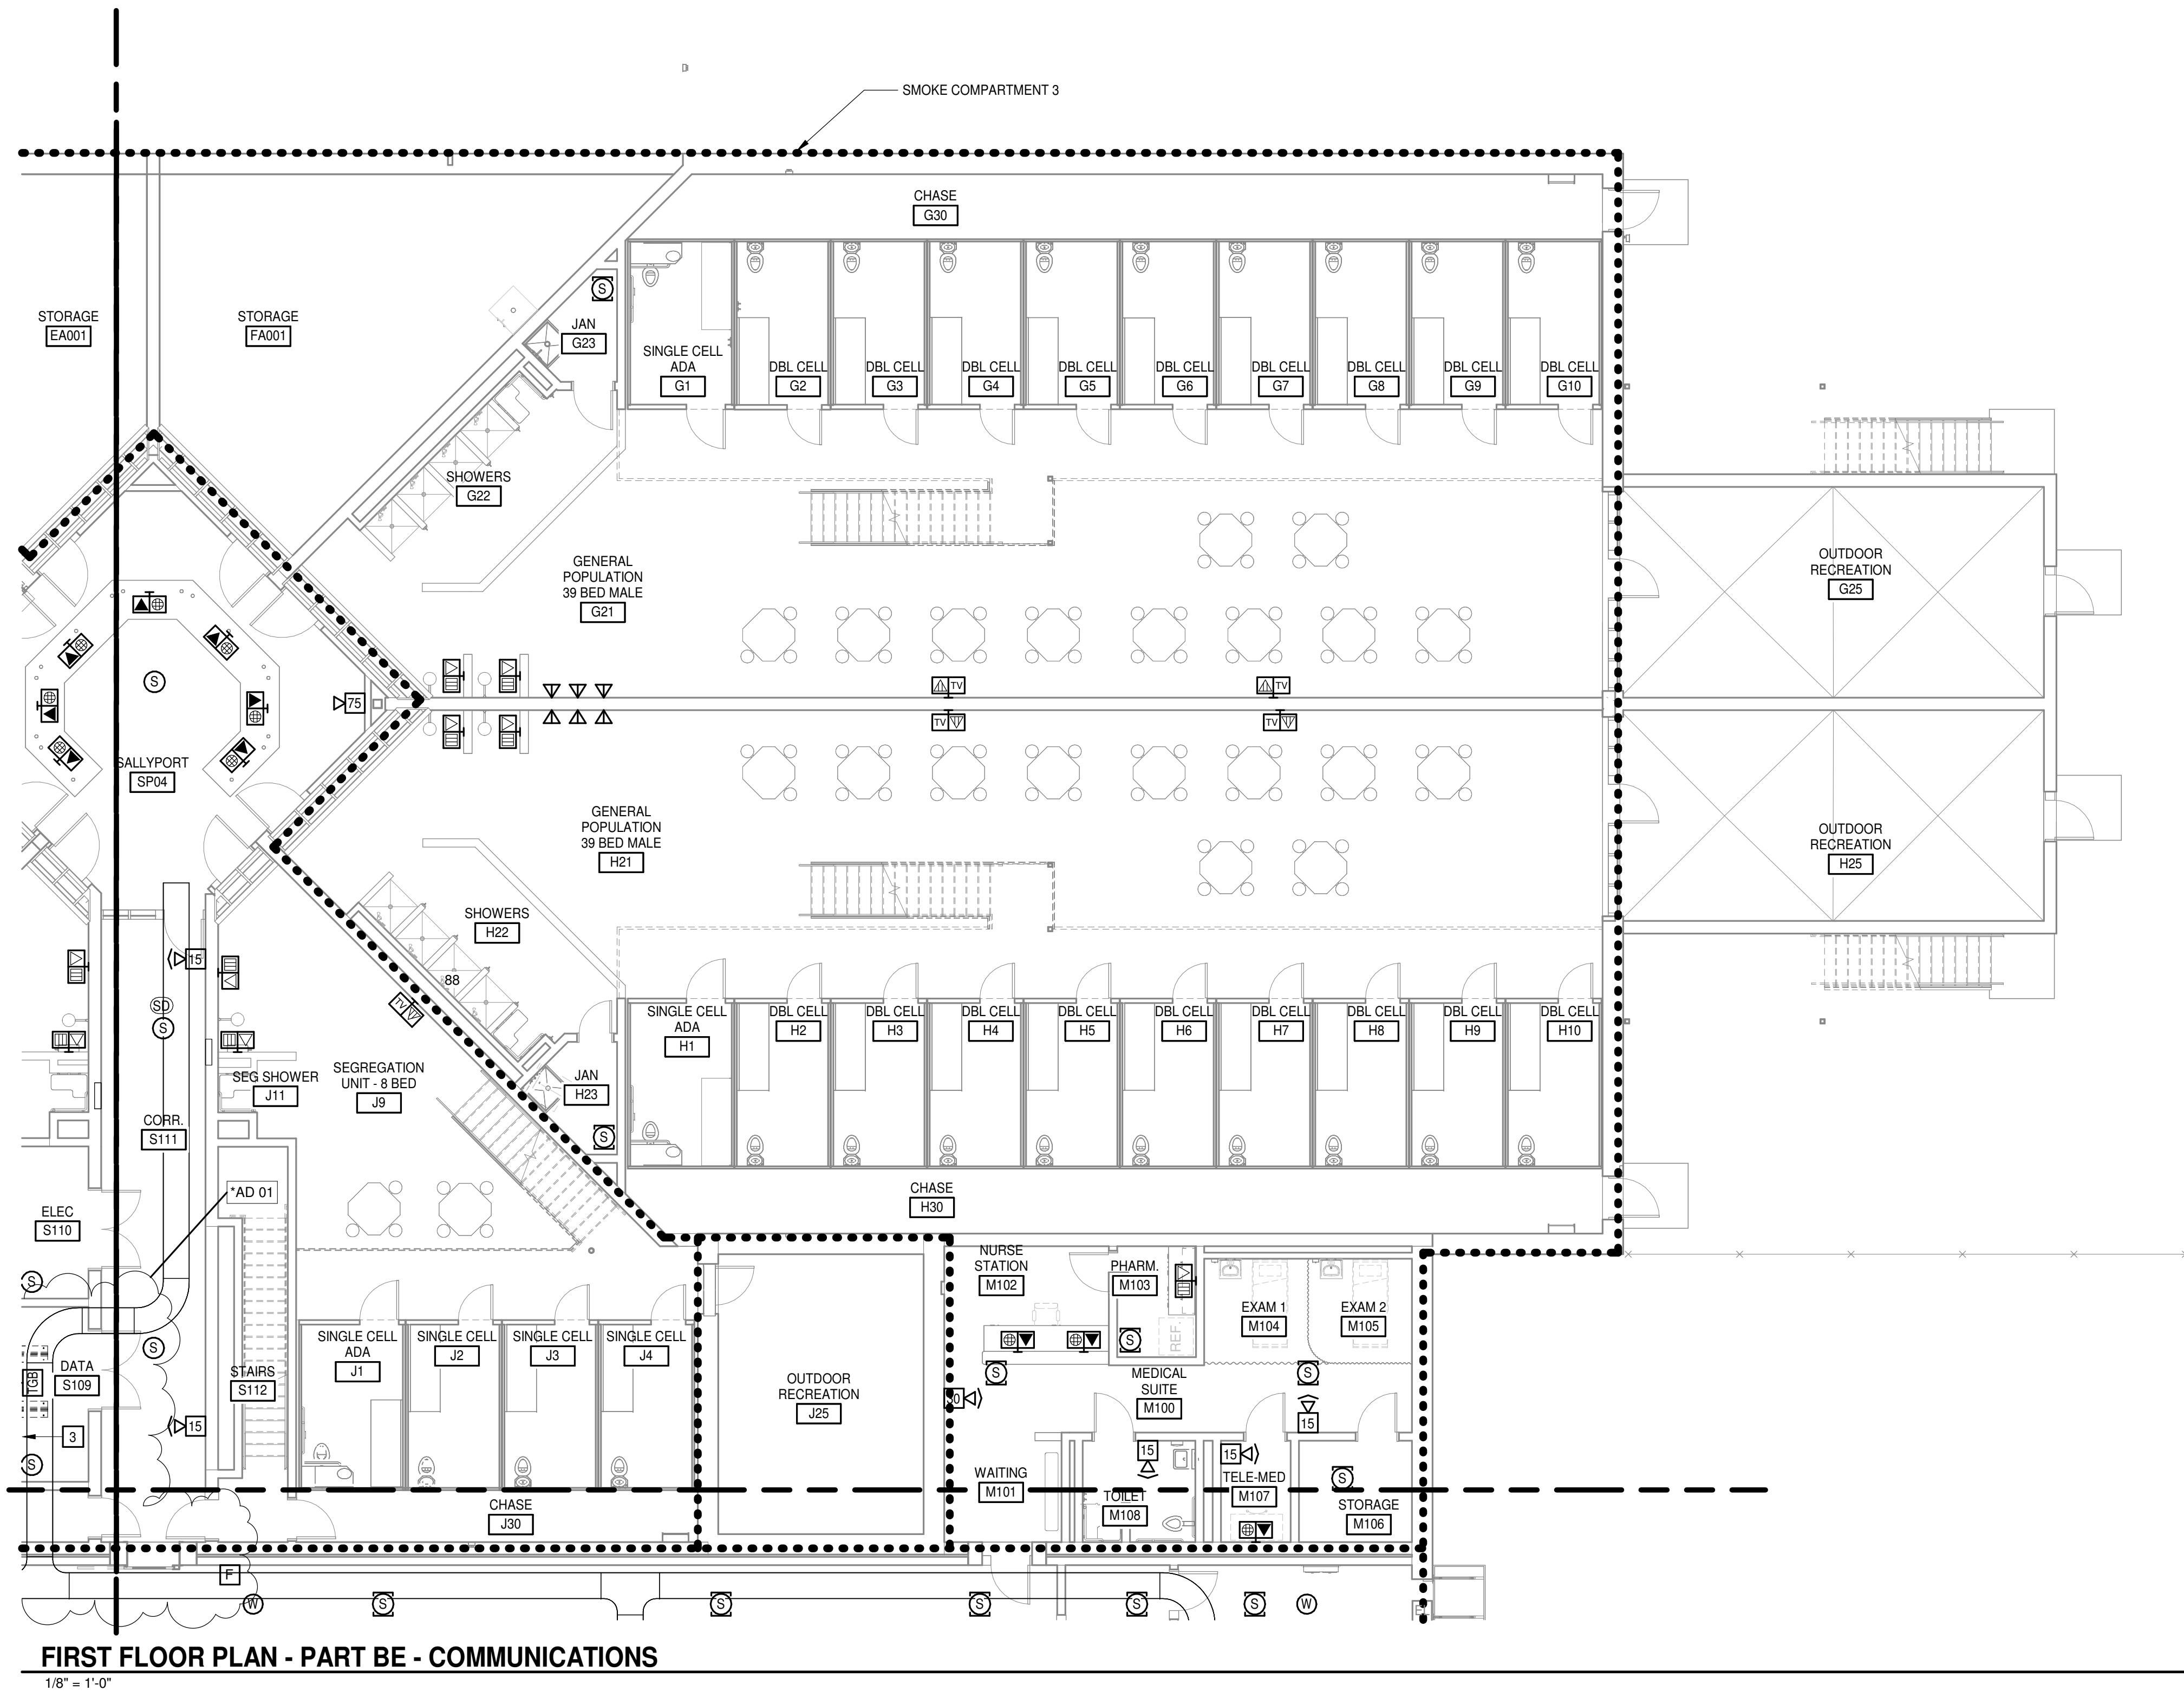 SMOKE COMPARTMENT 3
CHASE
G30
STORAGE
EA001
STORAGE
FA001
S
JAN
G23
SINGLE CELL
ADA
G1
DBL CELL
G2
DBL CELL
G3
DBL CELL
G4
DBL CELL
G5
DBL CELL
G6
DBL CELL
G7
DBL CELL
G8
DBL CELL
G9
DBL CELL
G10
SHOWERS
G22
GENERAL
POPULATION
39 BED MALE
G21
OUTDOOR
RECREATION
G25
S
75
TV
TV
TV
TV
SALLYPORT
SP04
GENERAL
POPULATION
39 BED MALE
H21
OUTDOOR
RECREATION
H25
SHOWERS
H22
88
TV
15
SD
S
SINGLE CELL
ADA
H1
DBL CELL
H2
DBL CELL
H3
DBL CELL
H4
DBL CELL
H5
DBL CELL
H6
DBL CELL
H7
DBL CELL
H8
DBL CELL
H9
DBL CELL
H10
SEG SHOWER
J11
SEGREGATION
UNIT - 8 BED
J9
JAN
H23
S
CORR.
S111
*AD 01
ELEC
S110
CHASE
H30
S
NURSE
STATION
M102
PHARM.
M103
EXAM 1
M104
EXAM 2
M105
S
REF.
S
DATA
S109
TGB
STAIRS
S112
SINGLE CELL
ADA
J1
SINGLE CELL
J2
SINGLE CELL
J3
SINGLE CELL
J4
OUTDOOR
RECREATION
J25
S
S
MEDICAL
SUITE
M100
15
15
3
S
15
15
WAITING
M101
TELE-MED
M107
S
TOILET
M108
STORAGE
M106
CHASE
J30
F
W
S
S
S
S
S
W
FIRST FLOOR PLAN - PART BE - COMMUNICATIONS
1/8" = 1'-0"